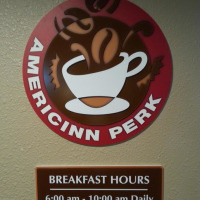 AMERICINN PERK
BREAKFAST HOURS
6:00 am - 10:00 am Daily